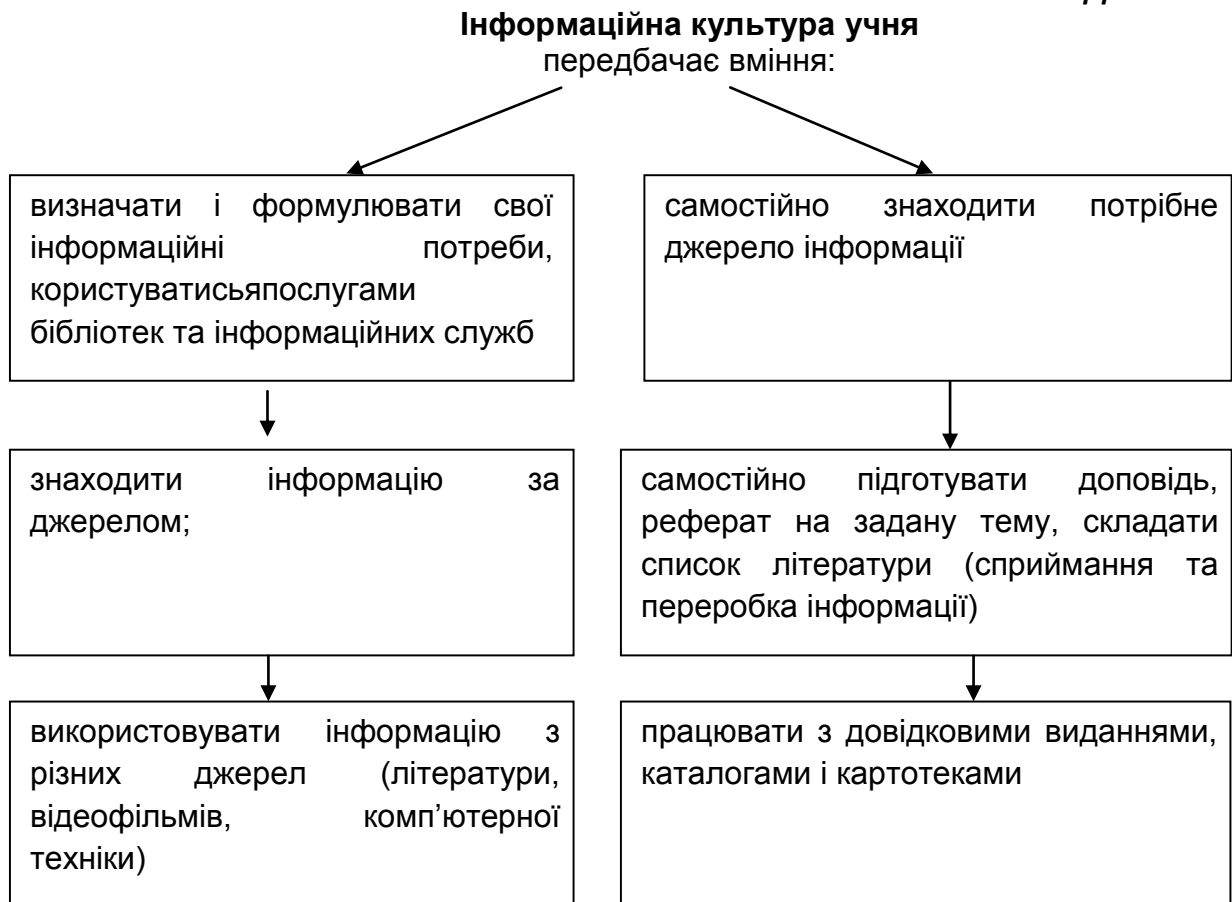 Інформаційна культура учня
передбачає вміння:
визначати і формулювати свої
інформаційні потреби,
користуватисьяпослугами
бібліотек та інформаційних служб
самостійно знаходити потрібне
джерело інформації
знаходити інформацію за
джерелом;
самостійно підготувати доповідь,
реферат на задану тему, складати
список літератури (сприймання та
переробка інформації)
використовувати інформацію з
різних джерел (літератури,
відеофільмів, комп’ютерної
техніки)
працювати з довідковими виданнями,
каталогами і картотеками